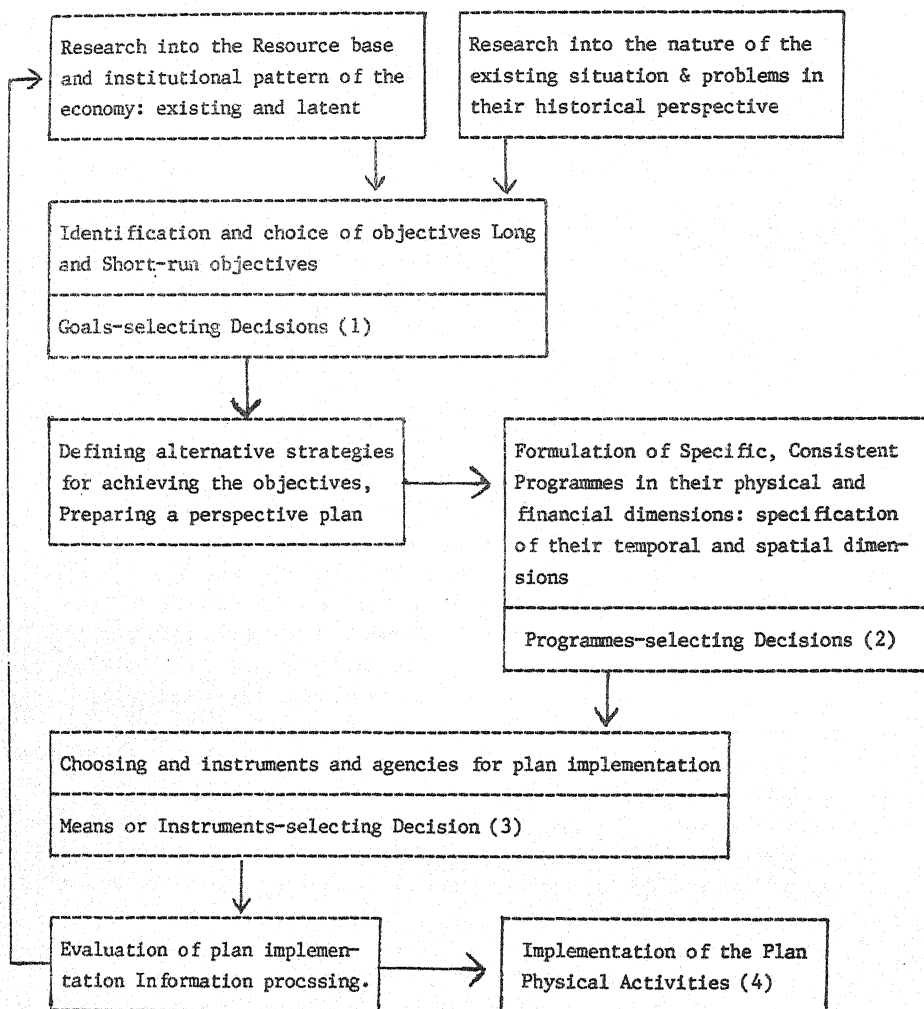 Research into the Resource base
and institutional pattern of the
economy: existing and latent
Research into the nature of the
existing situation & problems in
their historical perspective
Identification and choice of objectives Long
and Short-run objectives
Goals-selecting Decisions (1)
Defining alternative strategies
for achieving the objectives,
Preparing a perspective plan
Formulation of Specific, Consistent
Programmes in their physical and
financial dimensions: specification
of their temporal and spatial dimen-
sions
Programmes-selecting Decisions (2)
Choosing and instruments and agencies for plan implementation
Means or Instruments-selecting Decision (3)
Evaluation of plan implemen-
tation Information procssing.
Implementation of the Plan
Physical Activities (4)